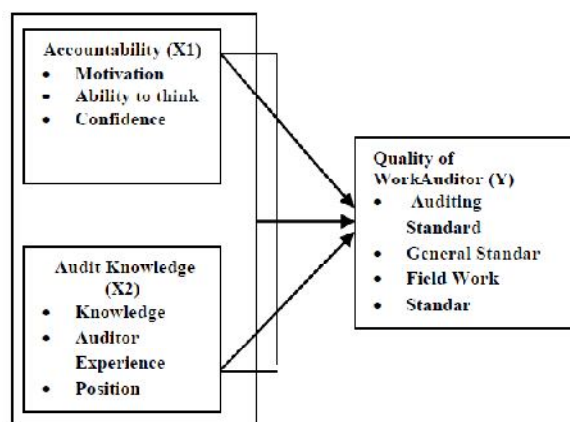 Accountability (X1)
• Motivation
• Ability to think
• Confidence
Audit Knowledge
(X2)
• Knowledge
• Auditor
Experience
• Position
Quality of
WorkAuditor (Y)
• Auditing
Standard
• General Standar
• Field Work
• Standar